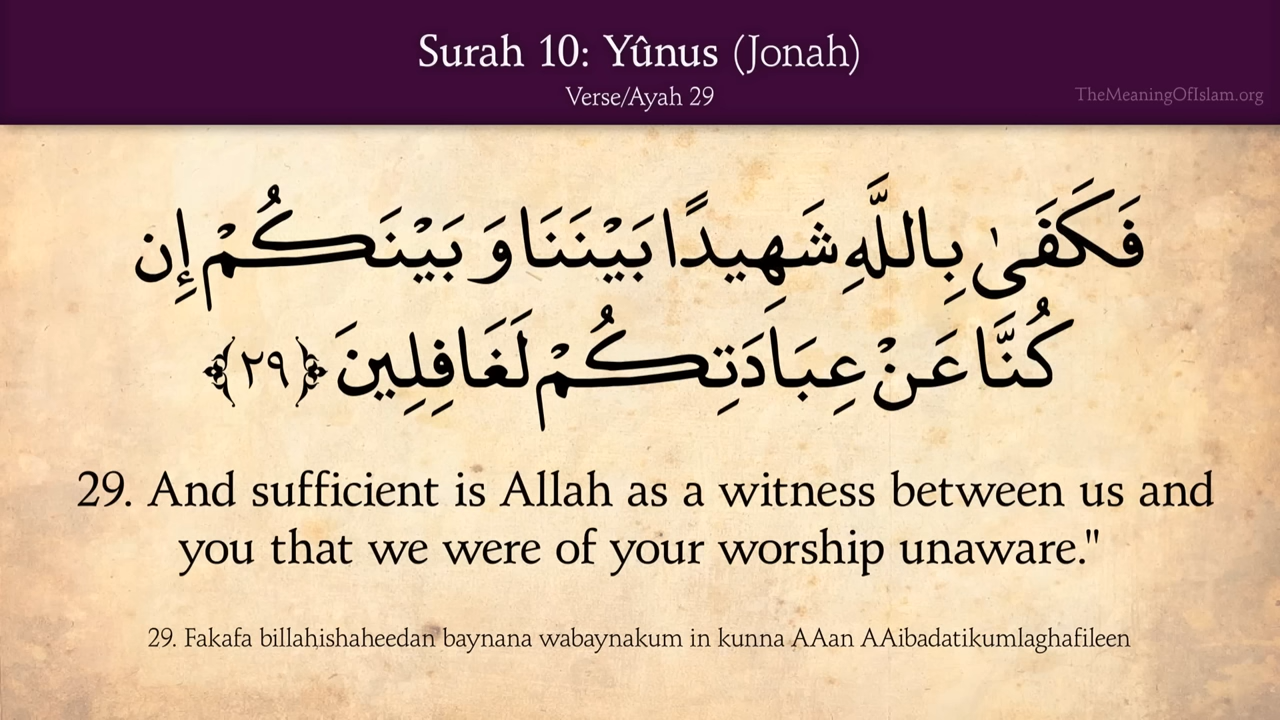 Surah 10: Yûnus (Jonah)
Verse/Ayah 29
TheMeaningOfIslam.org
فَكَفَىٰ بِاللَّهِ شَهِيدًا بَيْنَنَا وَ بَيْنَكُمْ إِن
كُنَّا عَنْ عِبَادَتِكُمْ لَغَافِلِينَ ﴿٢٩﴾
29. And sufficient is Allah as a witness between us and
you that we were of your worship unaware."
29. Fakafa billahishaheedan baynana wabaynakum in kunna AAan AAibadatikumlaghafileen